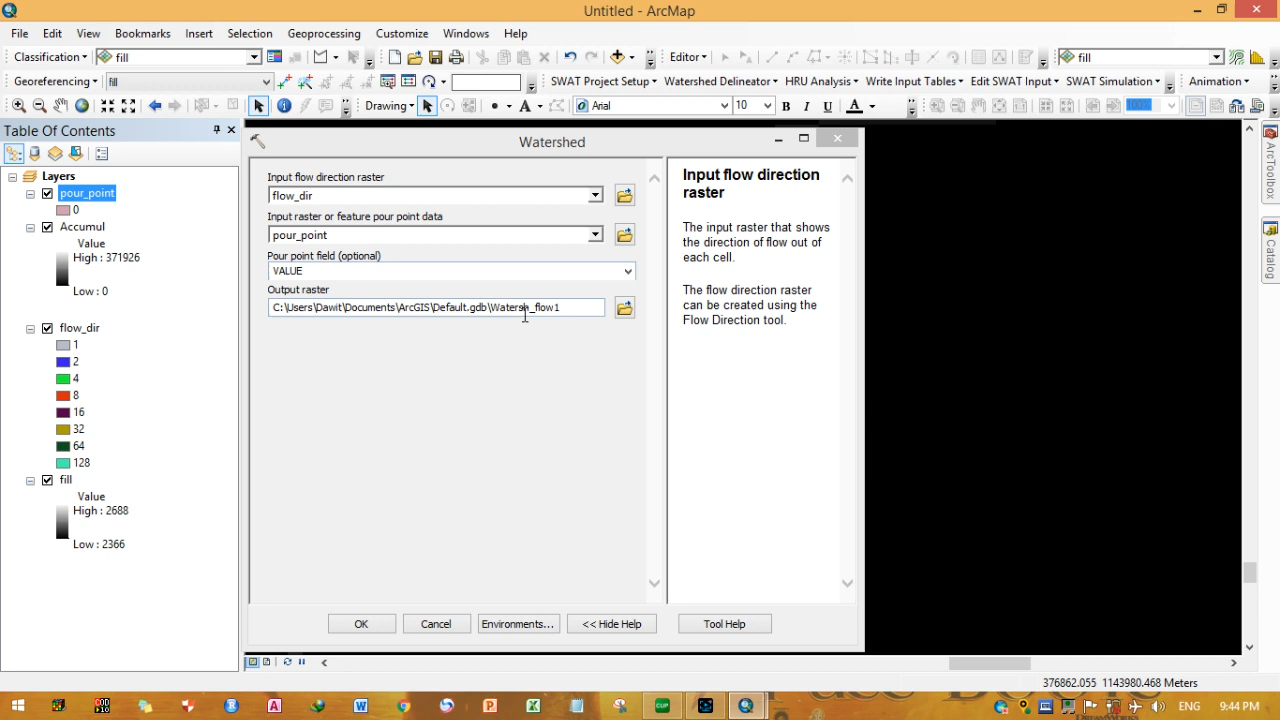 Untitled - ArcMap
File Edit View Bookmarks Insert Selection Geoprocessing Customize Windows Help
Classification fill Editor fill
Georeferencing fill SWAT Project Setup Watershed Delineator HRU Analysis Write Input Tables Edit SWAT Input SWAT Simulation Animation
Drawing A Arial 10 B I U A
Table Of Contents
Layers
pour_point
0
Accumul
Value
High : 371926
Low : 0
flow_dir
1
2
4
8
16
32
64
128
fill
Value
High : 2688
Low : 2366
Watershed
Input flow direction raster
flow_dir
Input raster or feature pour point data
pour_point
Pour point field (optional)
VALUE
Output raster
C:\Users\Dawit\Documents\ArcGIS\Default.gdb\Watersh_flow1
OK Cancel Environments... << Hide Help Tool Help
Input flow direction
raster
The input raster that shows
the direction of flow out of
each cell.
The flow direction raster
can be created using the
Flow Direction tool.
ArcToolbox
Catalog
376862.055 1143980.468 Meters
ENG 9:44 PM